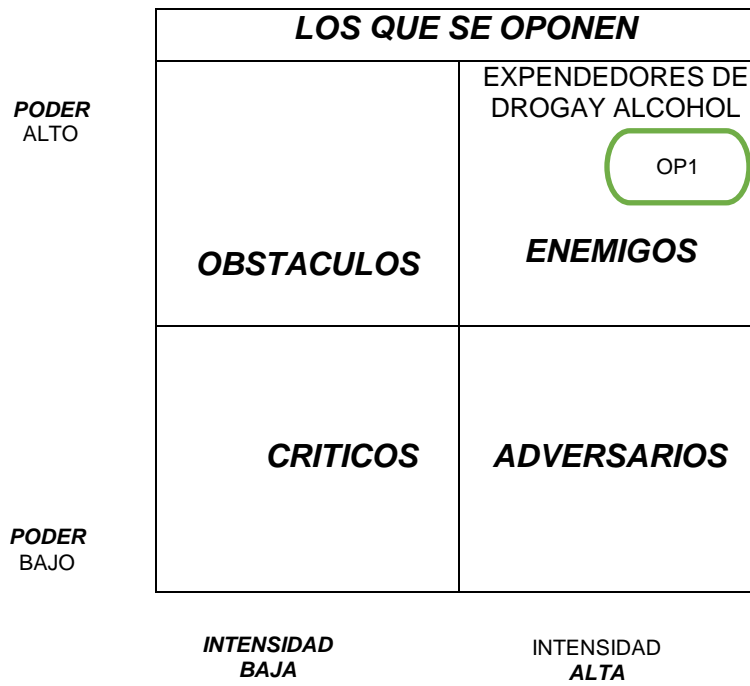 LOS QUE SE OPONEN
EXPENDEDORES DE
DROGAY ALCOHOL
PODER
ALTO
OP1
OBSTACULOS
ENEMIGOS
CRITICOS
ADVERSARIOS
PODER
BAJO
INTENSIDAD
BAJA
INTENSIDAD
ALTA